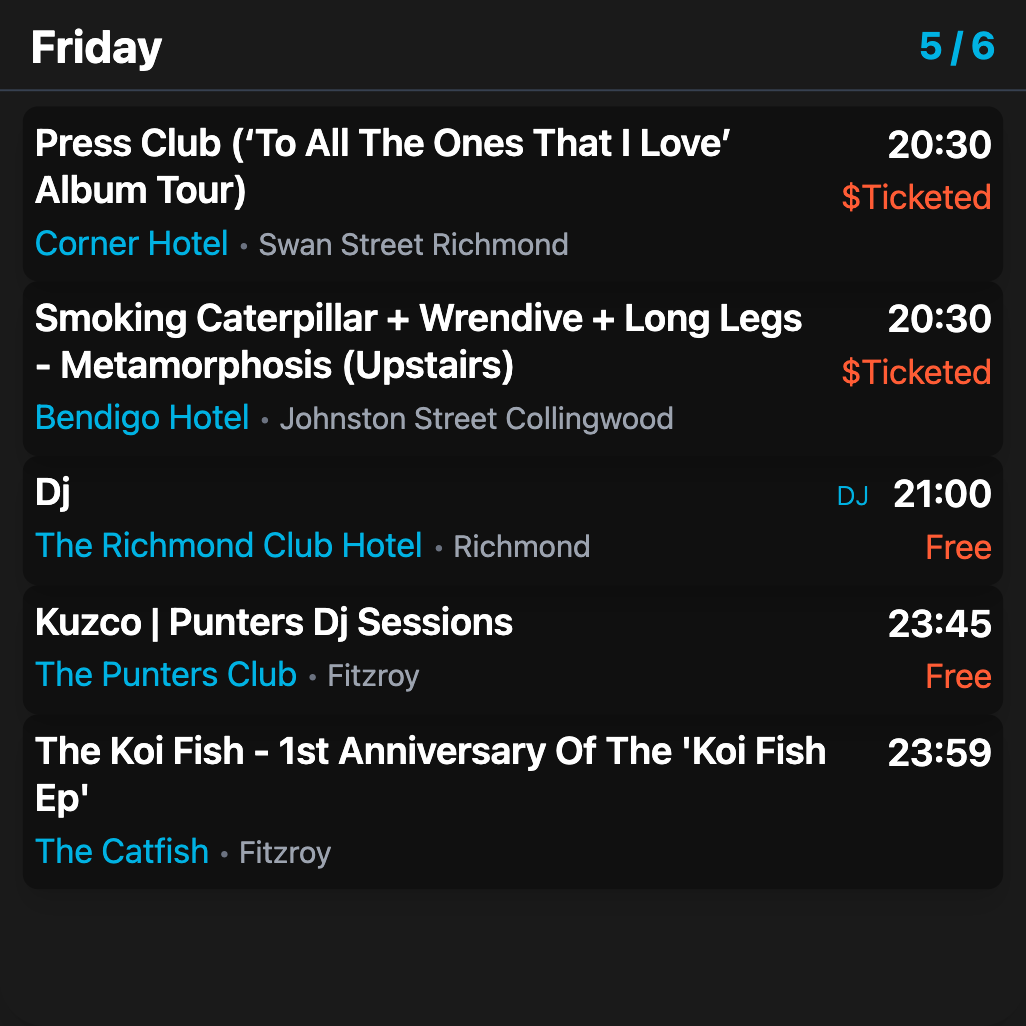 Friday 5 / 6
Press Club (‘To All The Ones That I Love’ 20:30
Album Tour) $Ticketed
Corner Hotel • Swan Street Richmond
Smoking Caterpillar + Wrendive + Long Legs 20:30
- Metamorphosis (Upstairs) $Ticketed
Bendigo Hotel • Johnston Street Collingwood
Dj DJ 21:00
The Richmond Club Hotel • Richmond Free
Kuzco | Punters Dj Sessions 23:45
The Punters Club • Fitzroy Free
The Koi Fish - 1st Anniversary Of The 'Koi Fish 23:59
Ep'
The Catfish • Fitzroy